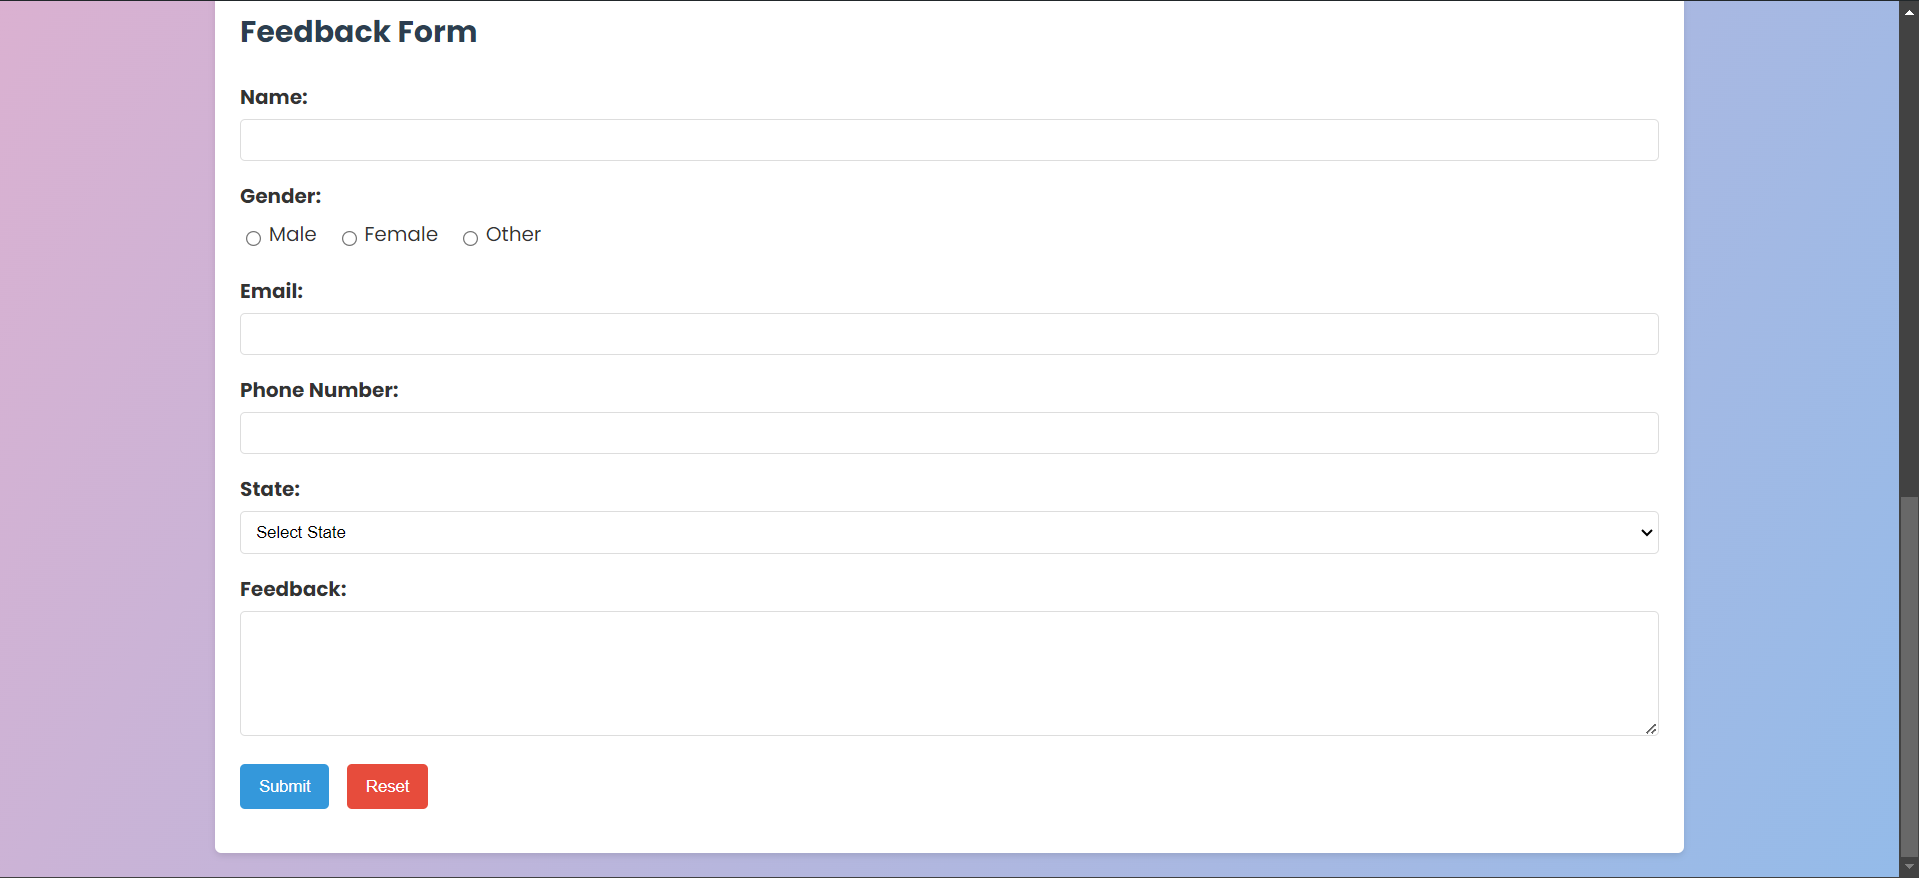 Feedback Form
Name:
Gender:
Male Female Other
Email:
Phone Number:
State:
Select State
Feedback:
Submit Reset